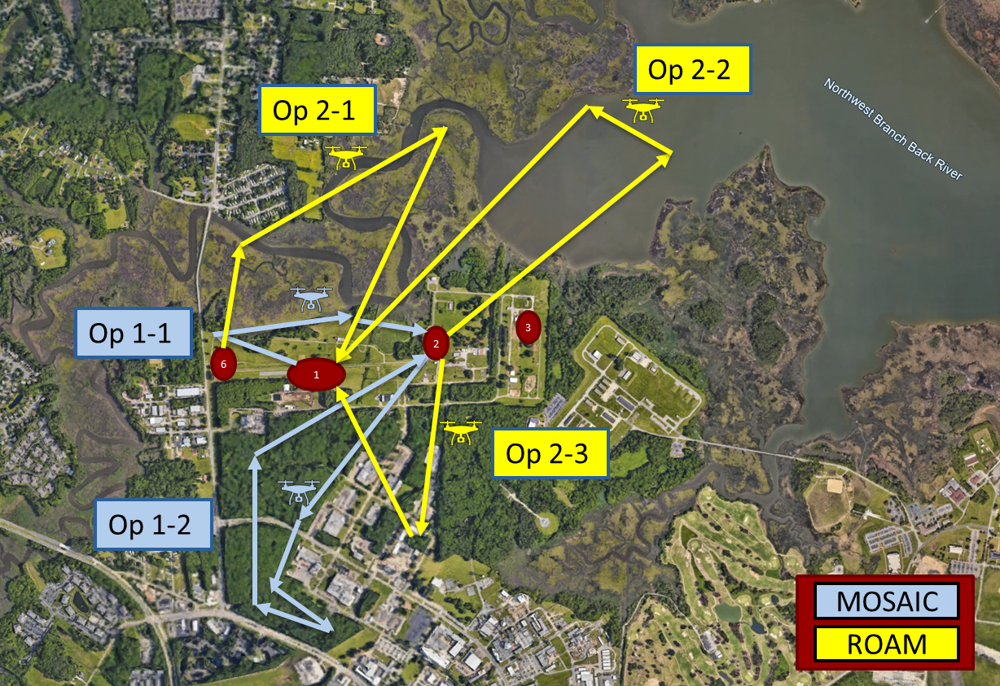 Op 2-2
Op 2-1
Northwest Branch Back River
Op 1-1
3
2
6
1
Op 2-3
Op 1-2
MOSAIC
ROAM